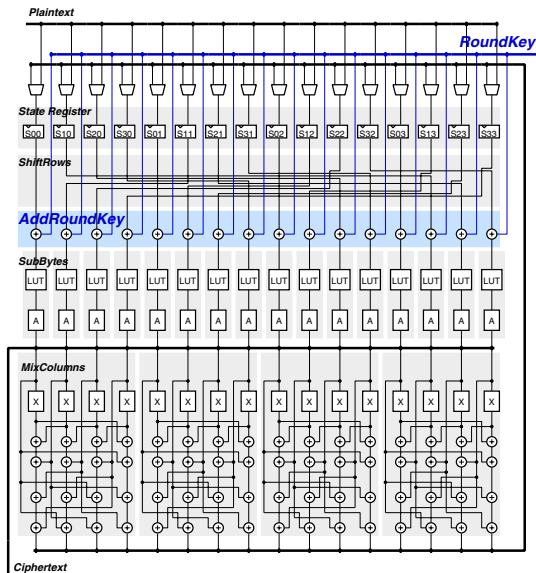 Plaintext
RoundKey
State Register
S00 S10 S20 S30 S01 S11 S21 S31 S02 S12 S22 S32 S03 S13 S23 S33
ShiftRows
AddRoundKey
SubBytes
LUT LUT LUT LUT LUT LUT LUT LUT LUT LUT LUT LUT LUT LUT LUT LUT
A A A A A A A A A A A A A A A A
MixColumns
X X X X X X X X X X X X X X X X
Ciphertext